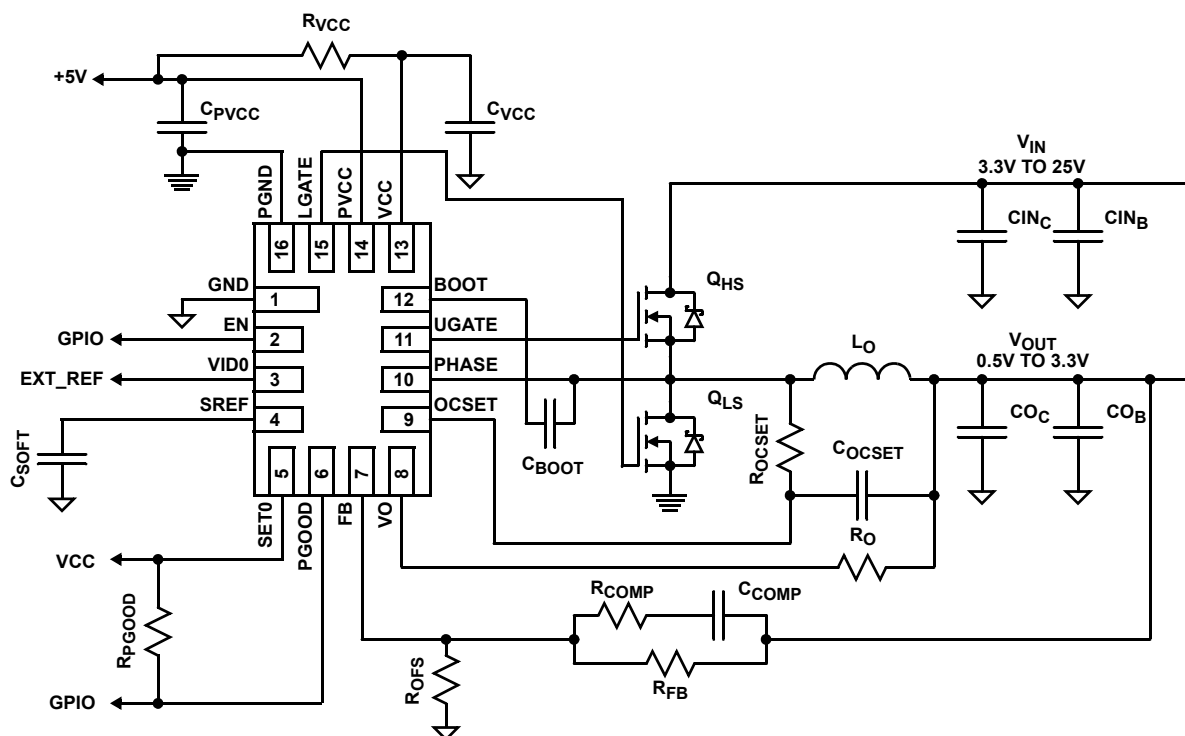 RVCC
+5V
CPVCC
CVCC
PGND
LGATE
PVCC
VCC
16
15
14
13
VIN
3.3V TO 25V
CINC
CINB
GND
1
12
BOOT
QHS
GPIO
EN
2
11
UGATE
EXT_REF
VID0
3
10
PHASE
LO
VOUT
0.5V TO 3.3V
SREF
4
9
OCSET
QLS
CSOFT
CBOOT
ROCSET
COCSET
COC
COB
5
6
7
8
SET0
PGOOD
FB
VO
RO
VCC
RPGOOD
GPIO
RCOMP
CCOMP
ROFS
RFB